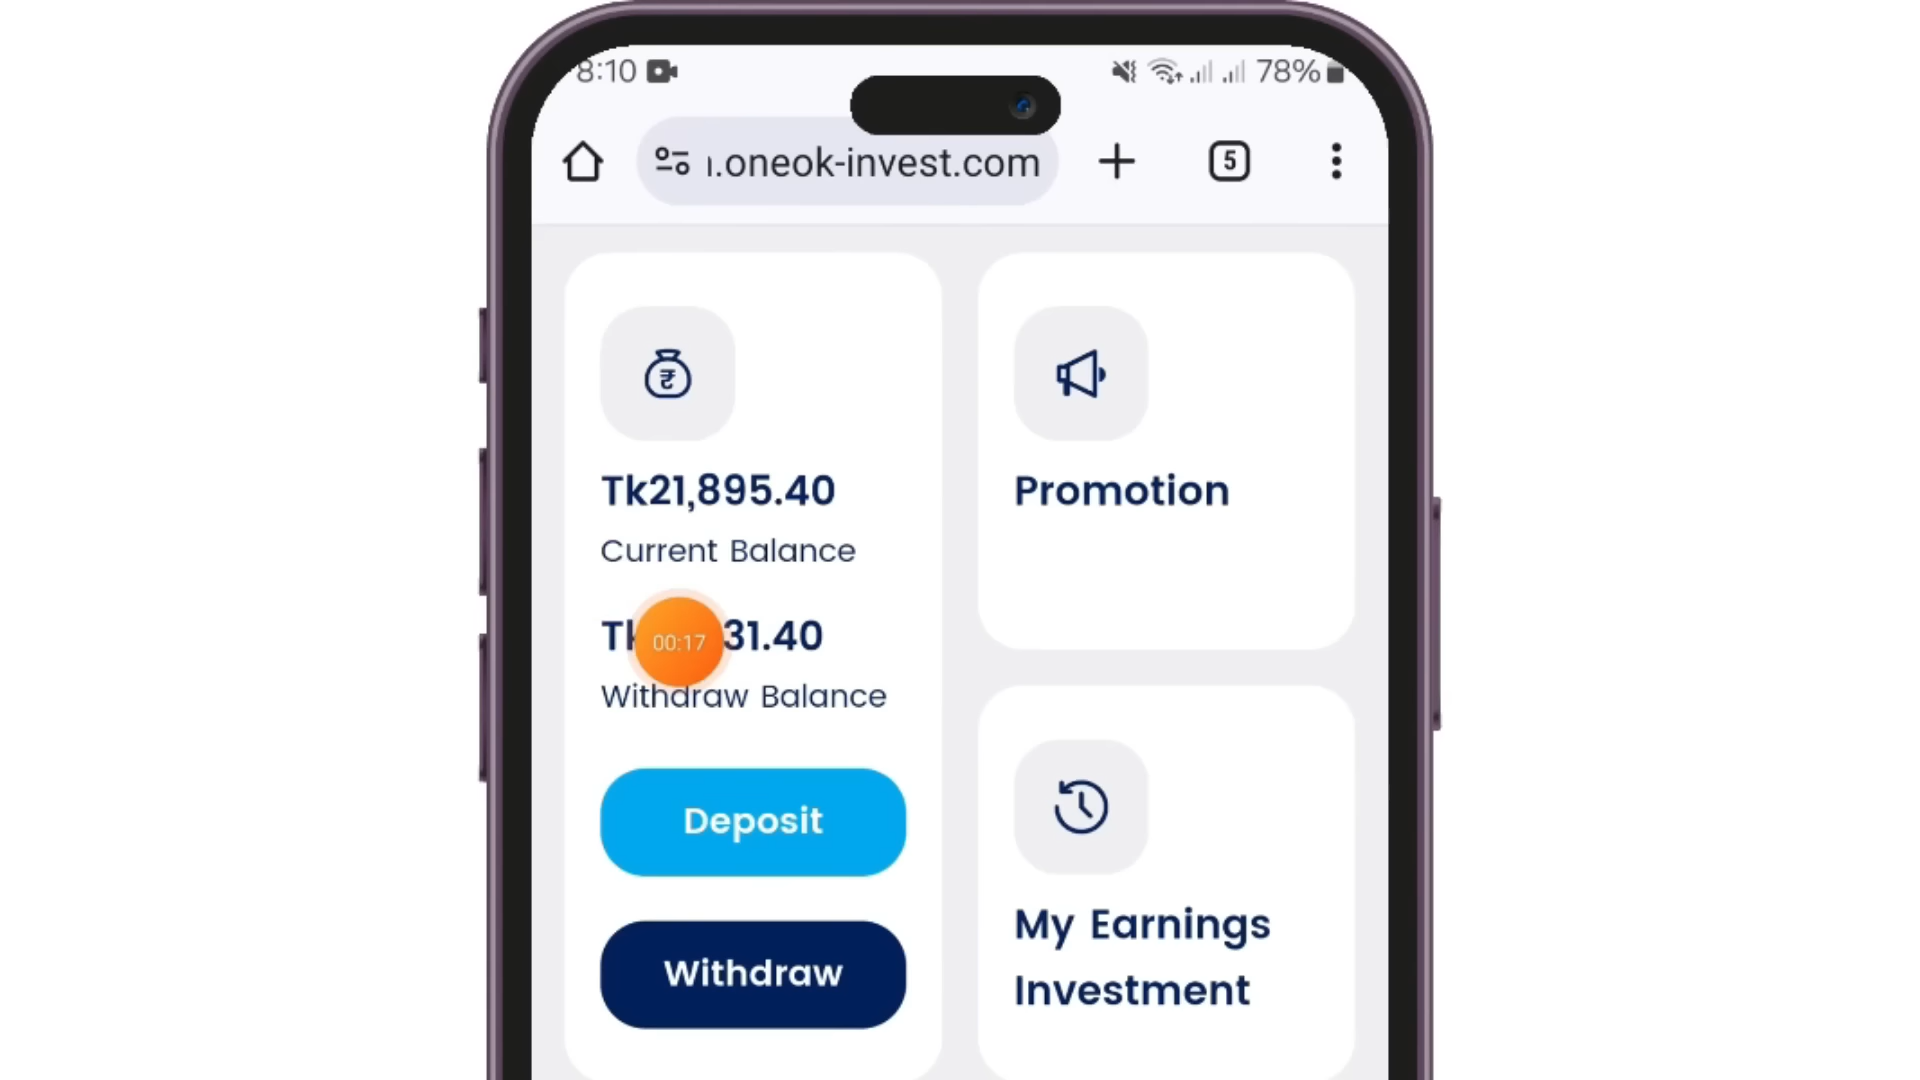 8:10
78%
.oneok-invest.com
5
₹
Tk21,895.40
Current Balance
31.40
00:17
Withdraw Balance
Deposit
Withdraw
Promotion
My Earnings
Investment